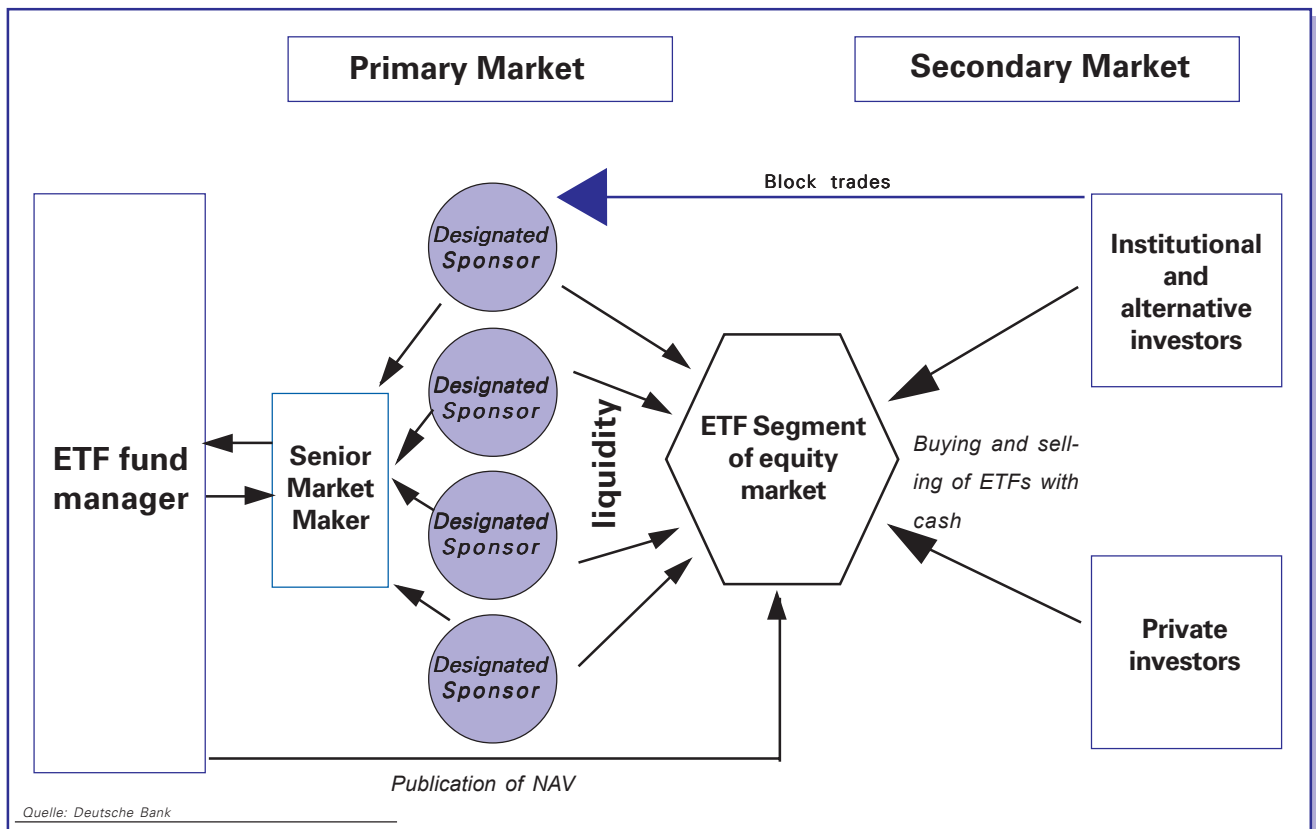 Primary Market
Secondary Market
Block trades
Designated
Sponsor
Institutional
and
alternative
investors
Designated
Sponsor
liquidity
ETF Segment
of equity
market
Buying and sell-
ing of ETFs with
cash
ETF fund
manager
Senior
Market
Maker
Designated
Sponsor
Designated
Sponsor
Private
investors
Publication of NAV
Quelle: Deutsche Bank